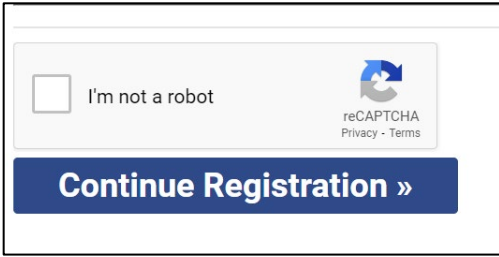 I'm not a robot
reCAPTCHA
Privacy - Terms
Continue Registration »